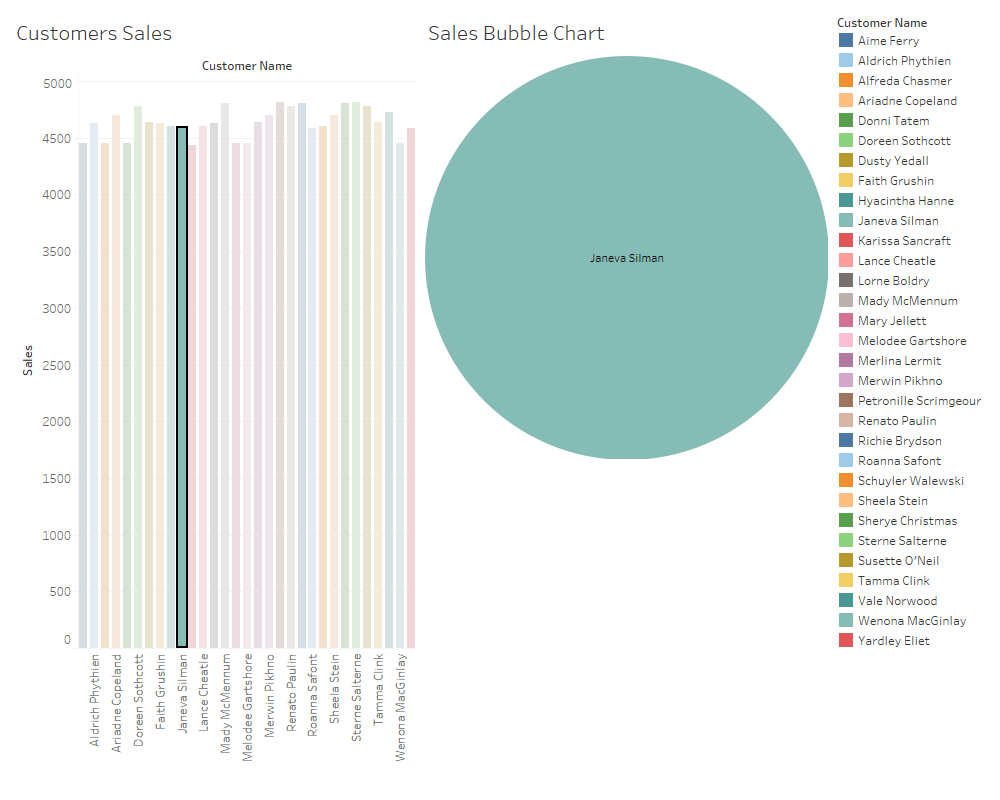 Customers Sales
Customer Name
5000
4500
4000
3500
3000
2500
2000
1500
1000
500
0
Sales
Aldrich Phythien
Ariadne Copeland
Doreen Sothcott
Faith Grushin
Janeva Silman
Lance Cheatle
Mady McMennum
Melodee Gartshore
Merwin Pikhno
Renato Paulin
Roanna Safont
Sheela Stein
Sterne Salterne
Tamma Clink
Wenona MacGinlay
Sales Bubble Chart
Janeva Silman
Customer Name
Aime Ferry
Aldrich Phythien
Alfreda Chasmer
Ariadne Copeland
Donni Tatem
Doreen Sothcott
Dusty Yedall
Faith Grushin
Hyacintha Hanne
Janeva Silman
Karissa Sancraft
Lance Cheatle
Lorne Boldry
Mady McMennum
Mary Jellett
Melodee Gartshore
Merlina Lermit
Merwin Pikhno
Petronille Scrimgeour
Renato Paulin
Richie Brydson
Roanna Safont
Schuyler Walewski
Sheela Stein
Sherye Christmas
Sterne Salterne
Susette O'Neil
Tamma Clink
Vale Norwood
Wenona MacGinlay
Yardley Eliet